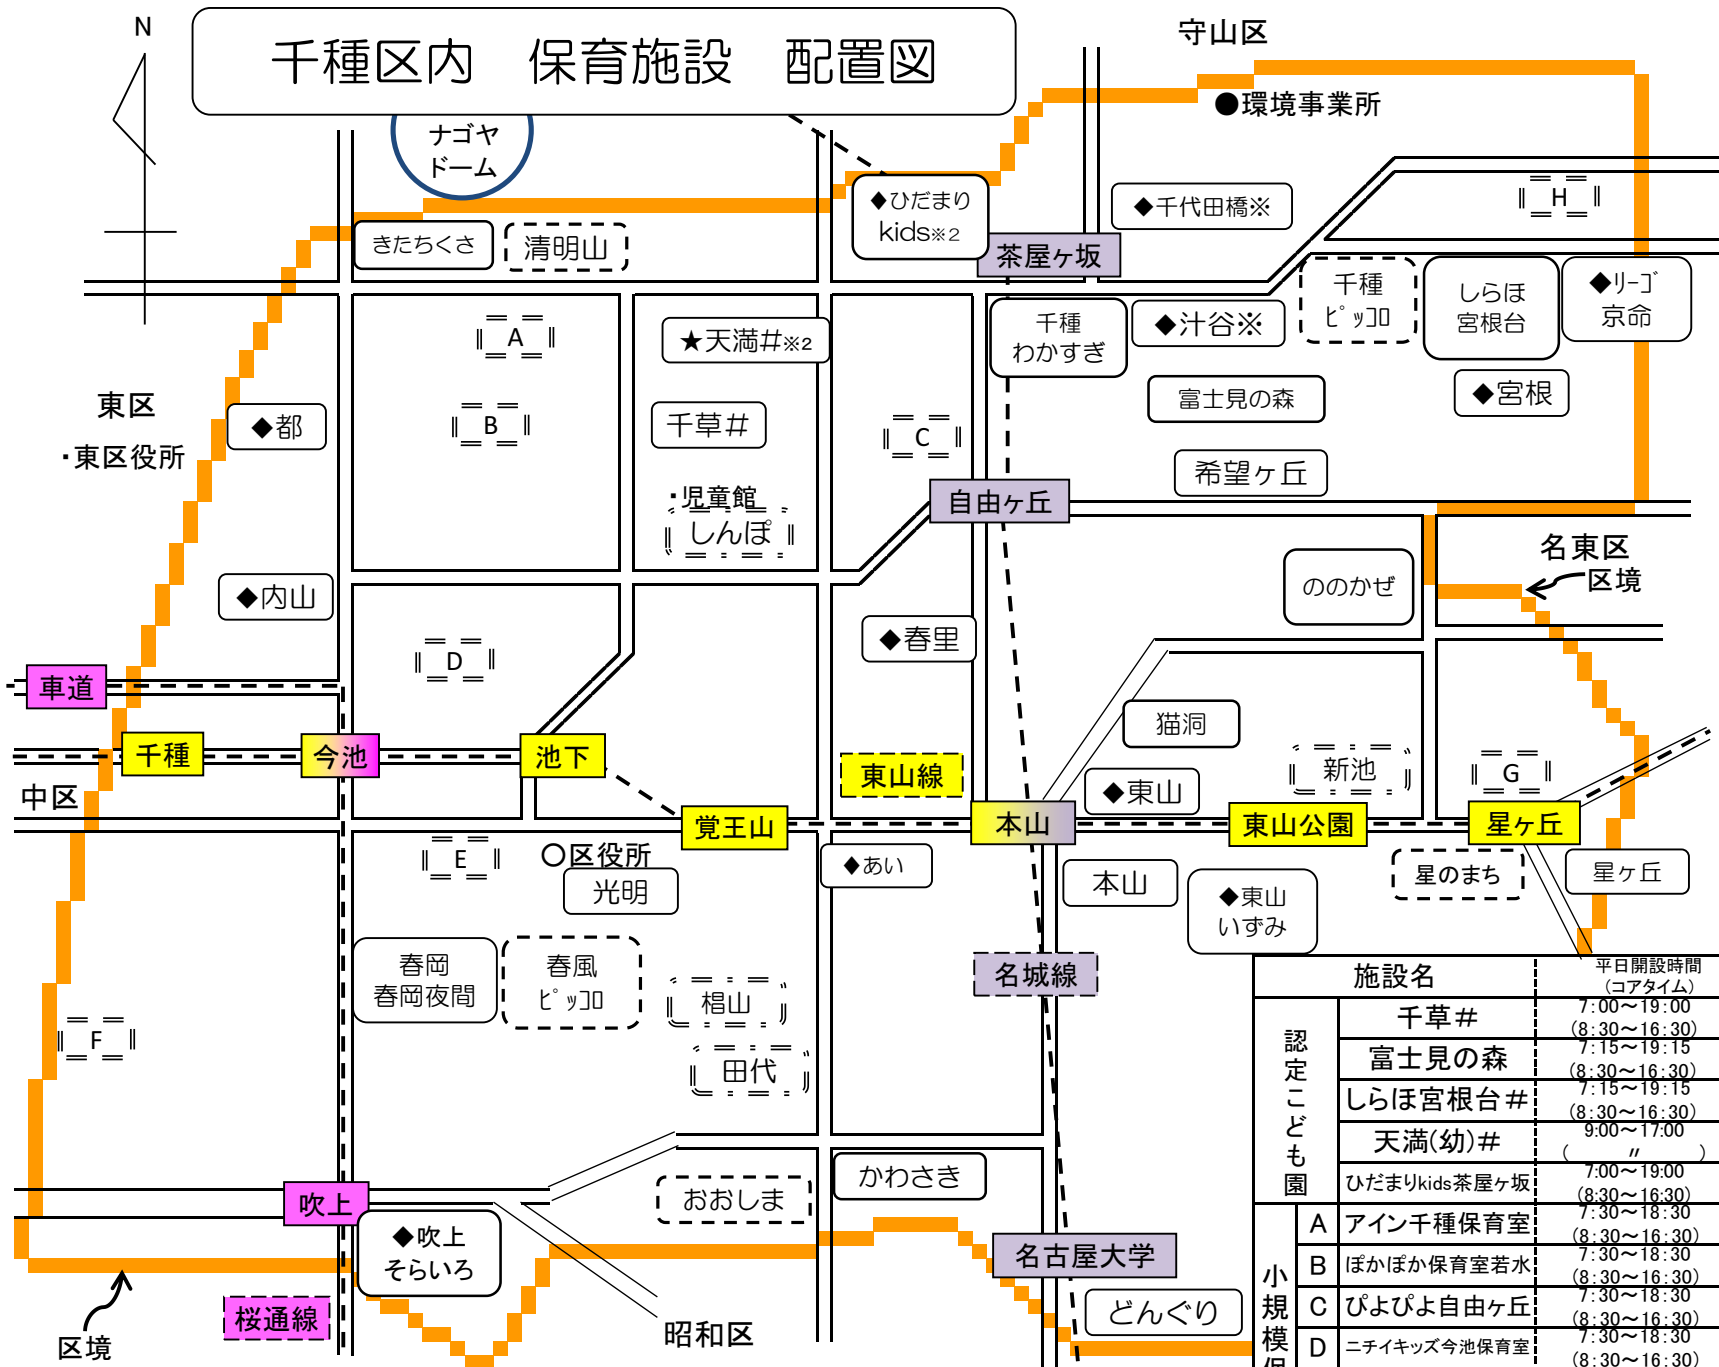 N
千種区内　保育施設　配置図
守山区
●環境事業所
ナゴヤ
ドーム
◆ひだまり
kids※2
◆千代田橋※
H
きたちくさ
清明山
茶屋ヶ坂
千種
ピッコロ
しらほ
宮根台
◆リーゴ
京命
A
★天満＃※2
千種
わかすぎ
◆汁谷※
富士見の森
◆宮根
東区
・東区役所
◆都
B
千草＃
C
希望ヶ丘
・児童館
しんぽ
自由ヶ丘
名東区
区境
ののかぜ
◆内山
◆春里
D
車道
猫洞
千種
今池
池下
東山線
◆東山
新池
G
中区
覚王山
本山
東山公園
星ヶ丘
E
○区役所
光明
◆あい
本山
◆東山
いずみ
星のまち
星ヶ丘
春岡
春岡夜間
春風
ピッコロ
椙山
名城線
F
田代
かわさき
おおしま
吹上
◆吹上
そらいろ
名古屋大学
どんぐり
桜通線
区境
昭和区
施設名
平日開設時間
（コアタイム）
認定こども園
千草＃
7:00～19:00
(8:30～16:30)
富士見の森
7:15～19:15
(8:30～16:30)
しらほ宮根台＃
7:15～19:15
(8:30～16:30)
天満(幼)＃
9:00～17:00
(　〃　)
ひだまりkids茶屋ヶ坂
7:00～19:00
(8:30～16:30)
小規模保
A
アイン千種保育室
7:30～18:30
(8:30～16:30)
B
ぽかぽか保育室若水
7:30～18:30
(8:30～16:30)
C
ぴよぴよ自由ヶ丘
7:30～18:30
(8:30～16:30)
D
ニチイキッズ今池保育室
7:30～18:30
(8:30～16:30)